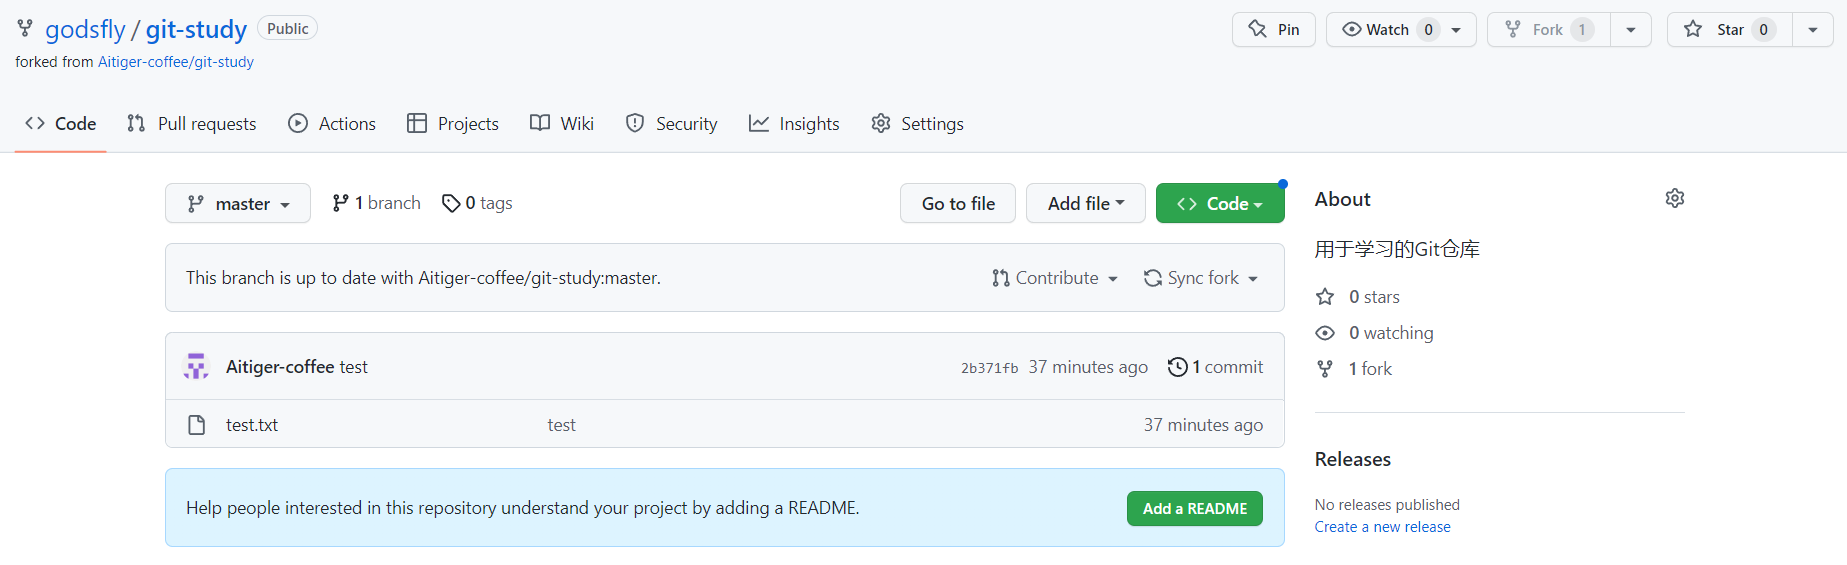 godsfly / git-study Public
Pin
Watch 0
Fork 1
Star 0
forked from Aitiger-coffee/git-study
Code
Pull requests
Actions
Projects
Wiki
Security
Insights
Settings
master
1 branch
0 tags
Go to file
Add file
Code
This branch is up to date with Aitiger-coffee/git-study:master.
Contribute
Sync fork
Aitiger-coffee test
2b371fb 37 minutes ago
1 commit
test.txt
test
37 minutes ago
Help people interested in this repository understand your project by adding a README.
Add a README
About
用于学习的Git仓库
0 stars
0 watching
1 fork
Releases
No releases published
Create a new release